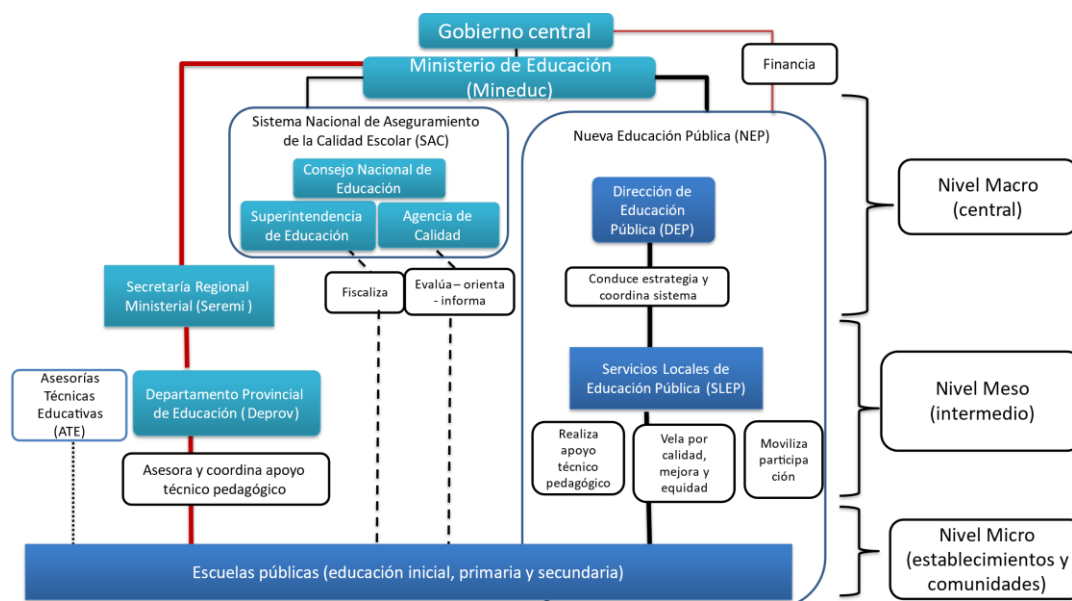 Gobierno central
Ministerio de Educación
(Mineduc)
Financia
Sistema Nacional de Aseguramiento
de la Calidad Escolar (SAC)
Consejo Nacional de
Educación
Superintendencia
de Educación
Agencia de
Calidad
Nueva Educación Pública (NEP)
Dirección de
Educación
Pública (DEP)
Nivel Macro
(central)
Secretaría Regional
Ministerial (Seremi )
Fiscaliza
Evalúa – orienta
- informa
Conduce estrategia y
coordina sistema
Asesorías
Técnicas
Educativas
(ATE)
Departamento Provincial
de Educación ( Deprov)
Servicios Locales de
Educación Pública (SLEP)
Nivel Meso
(intermedio)
Asesora y coordina apoyo
técnico pedagógico
Realiza
apoyo
técnico
pedagógico
Vela por
calidad,
mejora y
equidad
Moviliza
participa
ción
Escuelas públicas (educación inicial, primaria y secundaria)
Nivel Micro
(establecimientos y
comunidades)